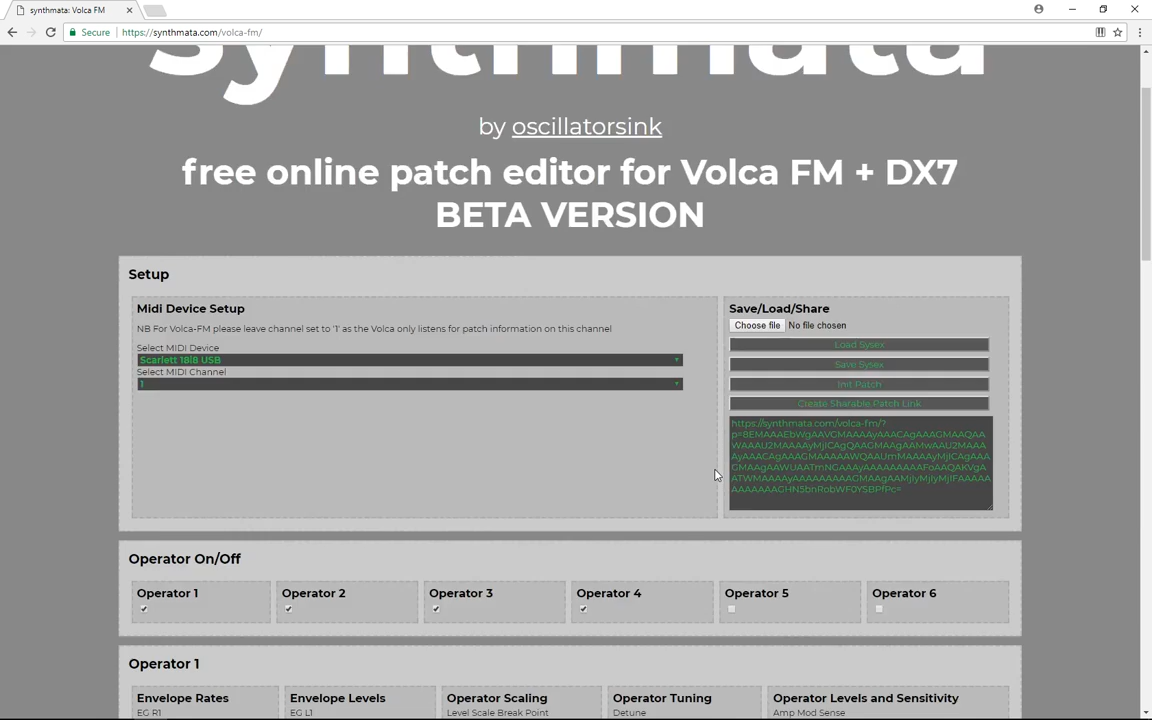 synthmata: Volca FM
Secure https://synthmata.com/volca-fm/
synthmata
by oscillatorsink
free online patch editor for Volca FM + DX7
BETA VERSION
Setup
Midi Device Setup
NB For Volca-FM please leave channel set to '1' as the Volca only listens for patch information on this channel
Select MIDI Device
Scarlett 18i8 USB
Select MIDI Channel
1
Save/Load/Share
Choose file No file chosen
Load Sysex
Save Sysex
Init Patch
Create Sharable Patch Link
https://synthmata.com/volca-fm/?
Operator On/Off
Operator 1
Operator 2
Operator 3
Operator 4
Operator 5
Operator 6
Operator 1
Envelope Rates
EG R1
Envelope Levels
EG L1
Operator Scaling
Level Scale Break Point
Operator Tuning
Detune
Operator Levels and Sensitivity
Amp Mod Sense